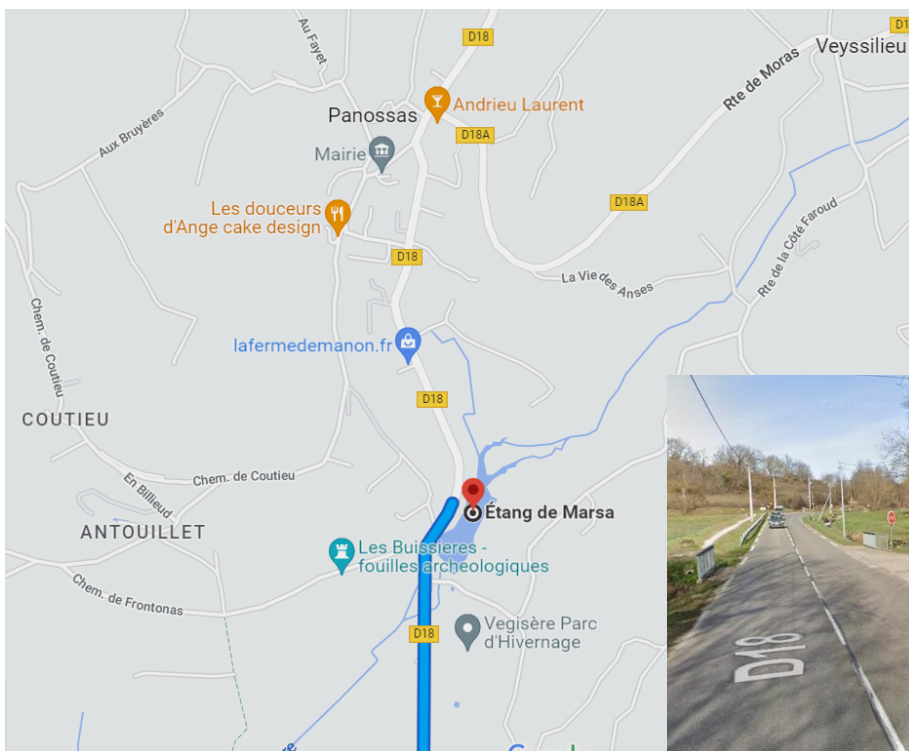 D18
D1
Veyssilieu
Au Fayet
Rte de Moras
Andrieu Laurent
Panossas
D18A
Aux Bruyères
Mairie
Les douceurs
d'Ange cake design
D18A
Rte de la Côté Faroud
D18
La Vie des Anses
Chem. de Coutieu
lafermedemanon.fr
D18
COUTIEU
Chem. de Coutieu
En Billieud
Étang de Marsa
ANTOUILLET
Les Buissieres -
fouilles archeologiques
Chem. de Frontonas
Vegisère Parc
d'Hivernage
D18
D18